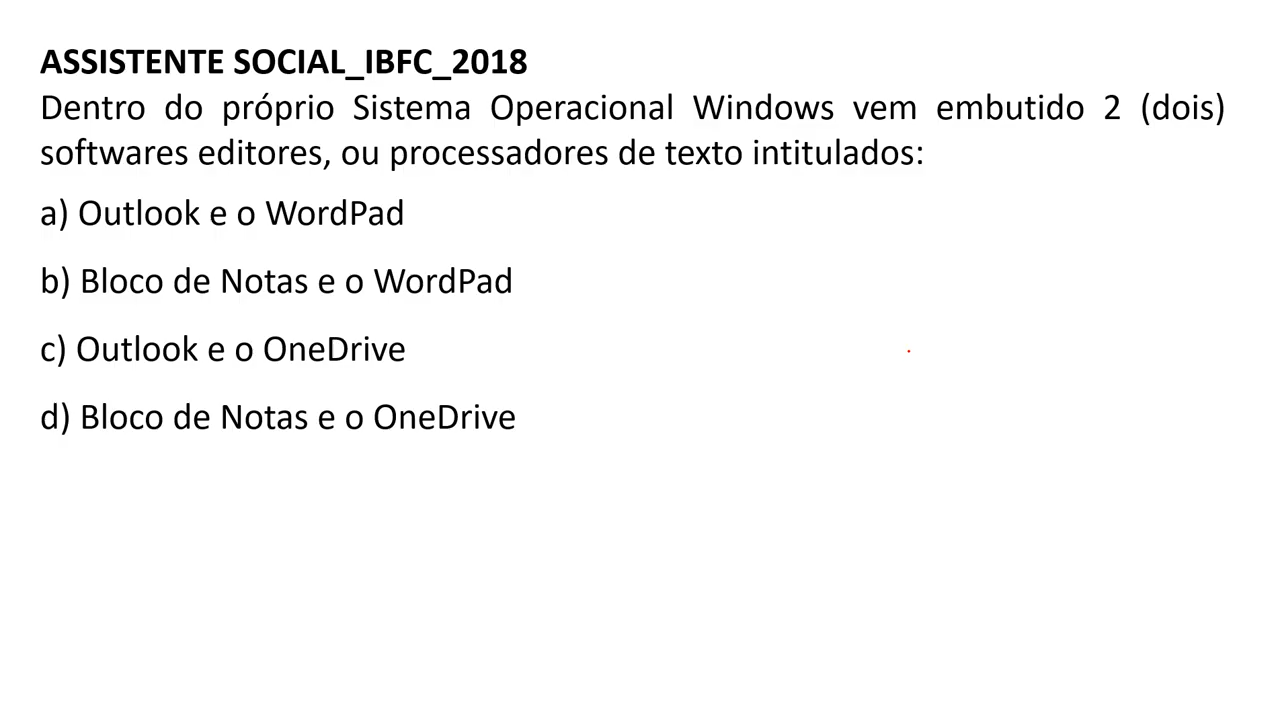 ASSISTENTE SOCIAL_IBFC_2018
Dentro do próprio Sistema Operacional Windows vem embutido 2 (dois)
softwares editores, ou processadores de texto intitulados:
a) Outlook e o WordPad
b) Bloco de Notas e o WordPad
c) Outlook e o OneDrive
d) Bloco de Notas e o OneDrive